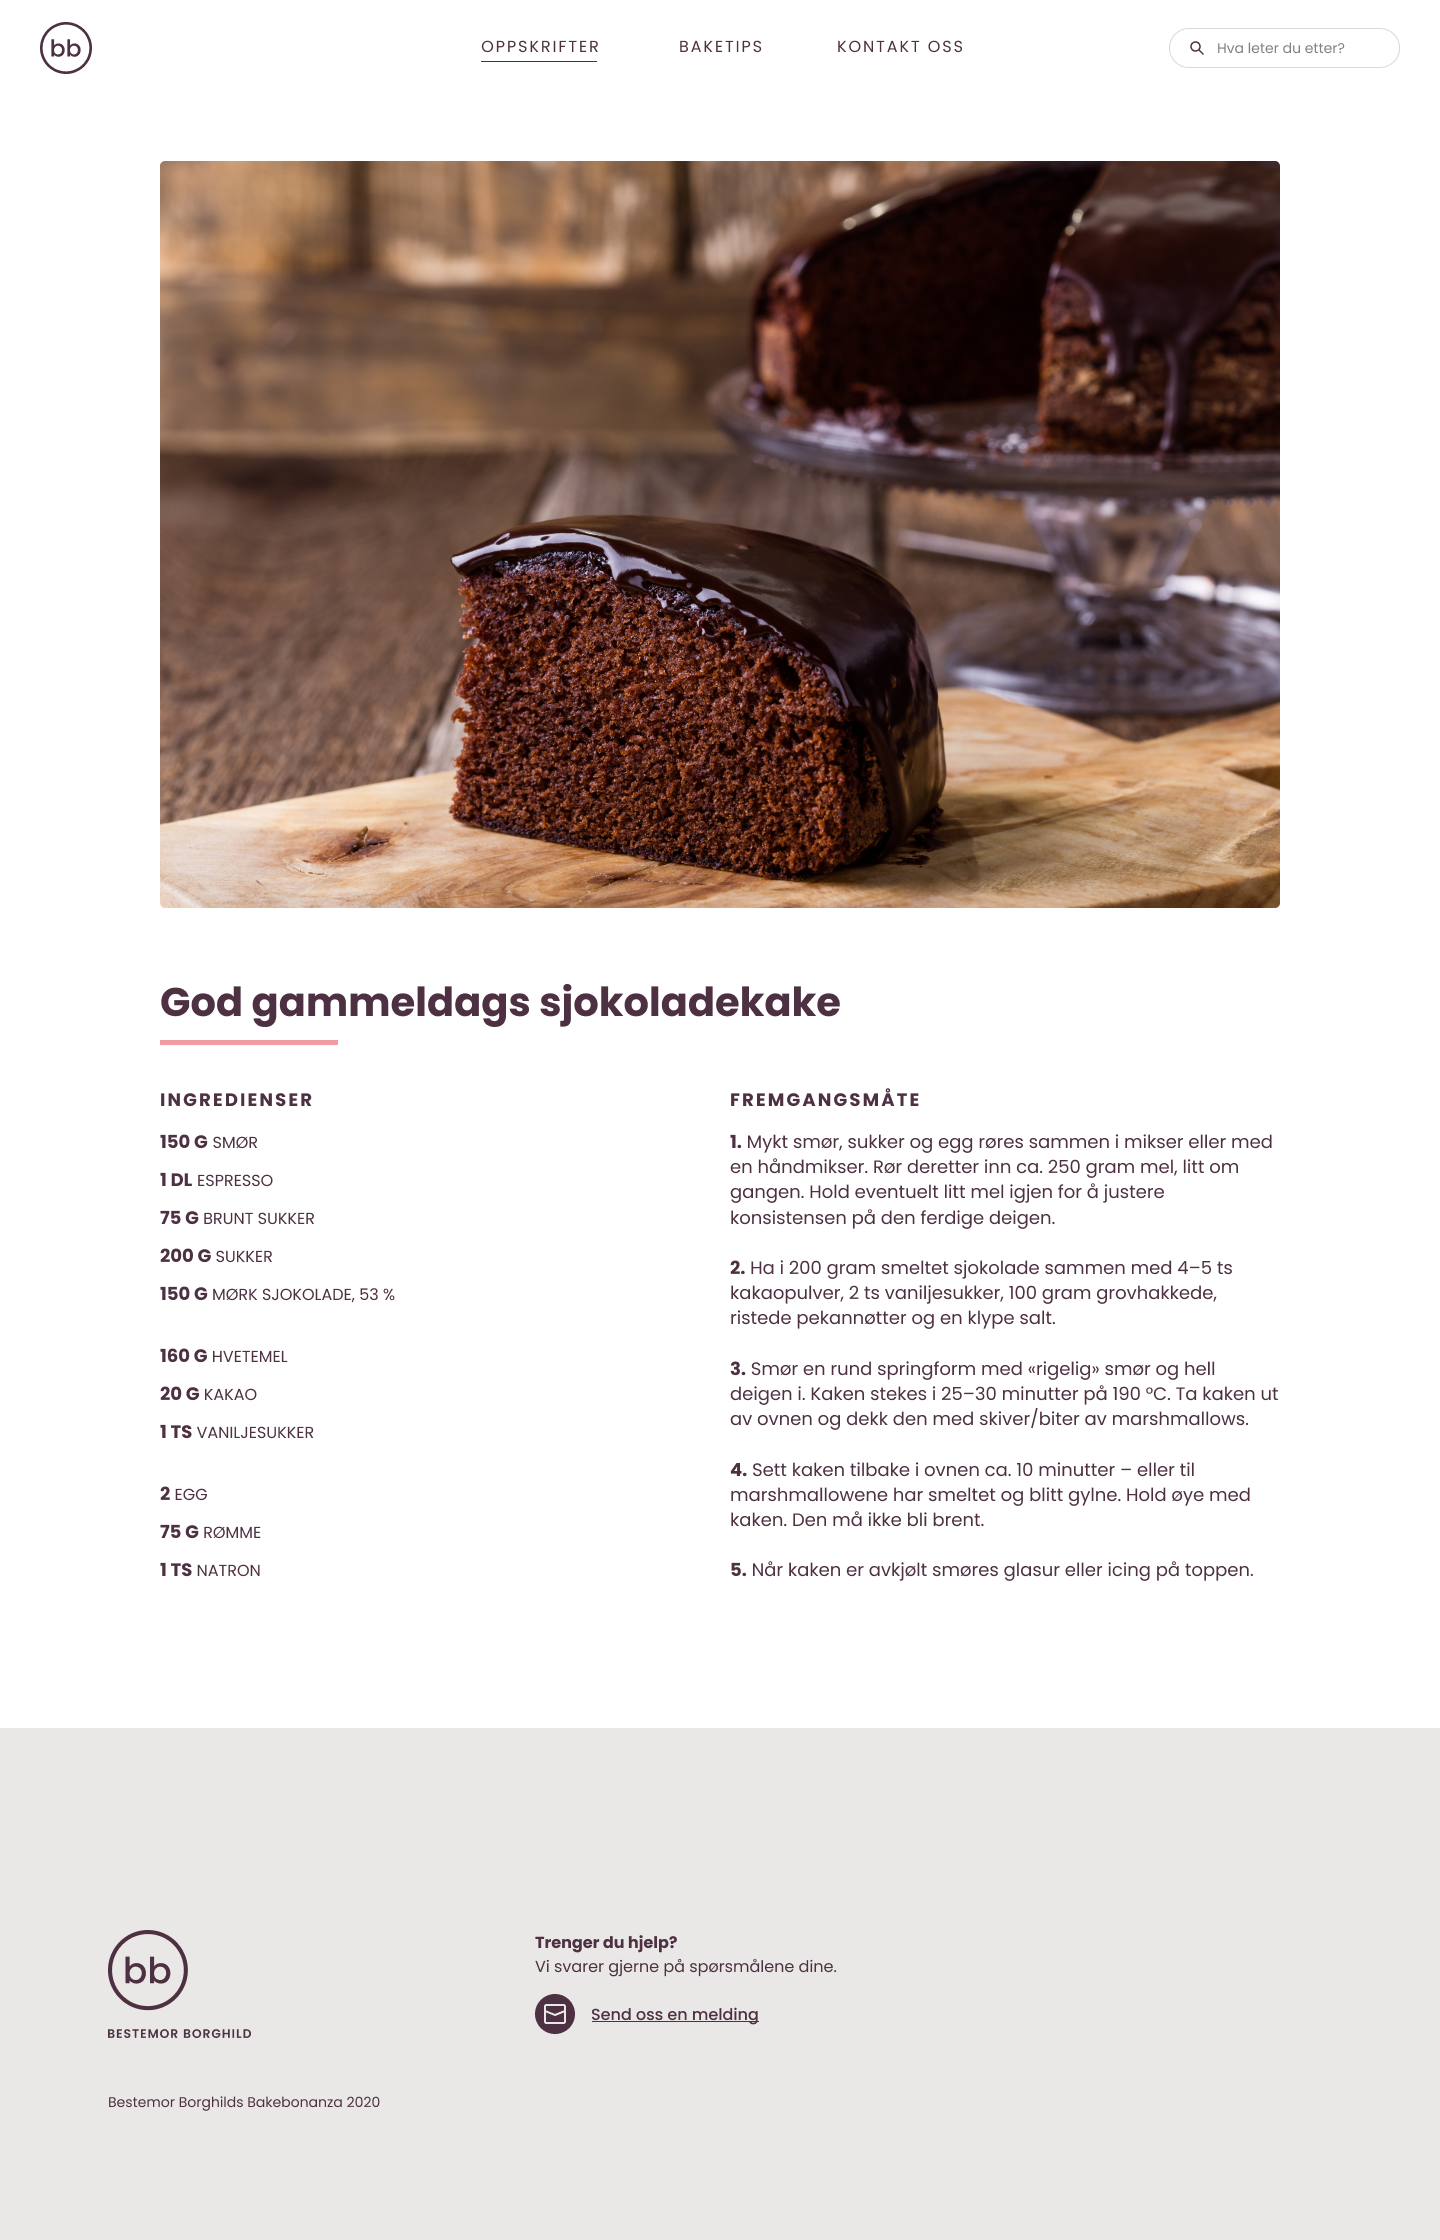 bb
OPPSKRIFTER
BAKETIPS
KONTAKT OSS
Hva leter du etter?
God gammeldags sjokoladekake
INGREDIENSER
150 G SMØR
1 DL ESPRESSO
75 G BRUNT SUKKER
200 G SUKKER
150 G MØRK SJOKOLADE, 53 %
160 G HVETEMEL
20 G KAKAO
1 TS VANILJESUKKER
2 EGG
75 G RØMME
1 TS NATRON
FREMGANGSMÅTE
1. Mykt smør, sukker og egg røres sammen i mikser eller med
en håndmikser. Rør deretter inn ca. 250 gram mel, litt om
gangen. Hold eventuelt litt mel igjen for å justere
konsistensen på den ferdige deigen.
2. Ha i 200 gram smeltet sjokolade sammen med 4–5 ts
kakaopulver, 2 ts vaniljesukker, 100 gram grovhakkede,
ristede pekannøtter og en klype salt.
3. Smør en rund springform med «rigelig» smør og hell
deigen i. Kaken stekes i 25–30 minutter på 190 °C. Ta kaken ut
av ovnen og dekk den med skiver/biter av marshmallows.
4. Sett kaken tilbake i ovnen ca. 10 minutter – eller til
marshmallowene har smeltet og blitt gylne. Hold øye med
kaken. Den må ikke bli brent.
5. Når kaken er avkjølt smøres glasur eller icing på toppen.
bb
BESTEMOR BORGHILD
Bestemor Borghilds Bakebonanza 2020
Trenger du hjelp?
Vi svarer gjerne på spørsmålene dine.
Send oss en melding